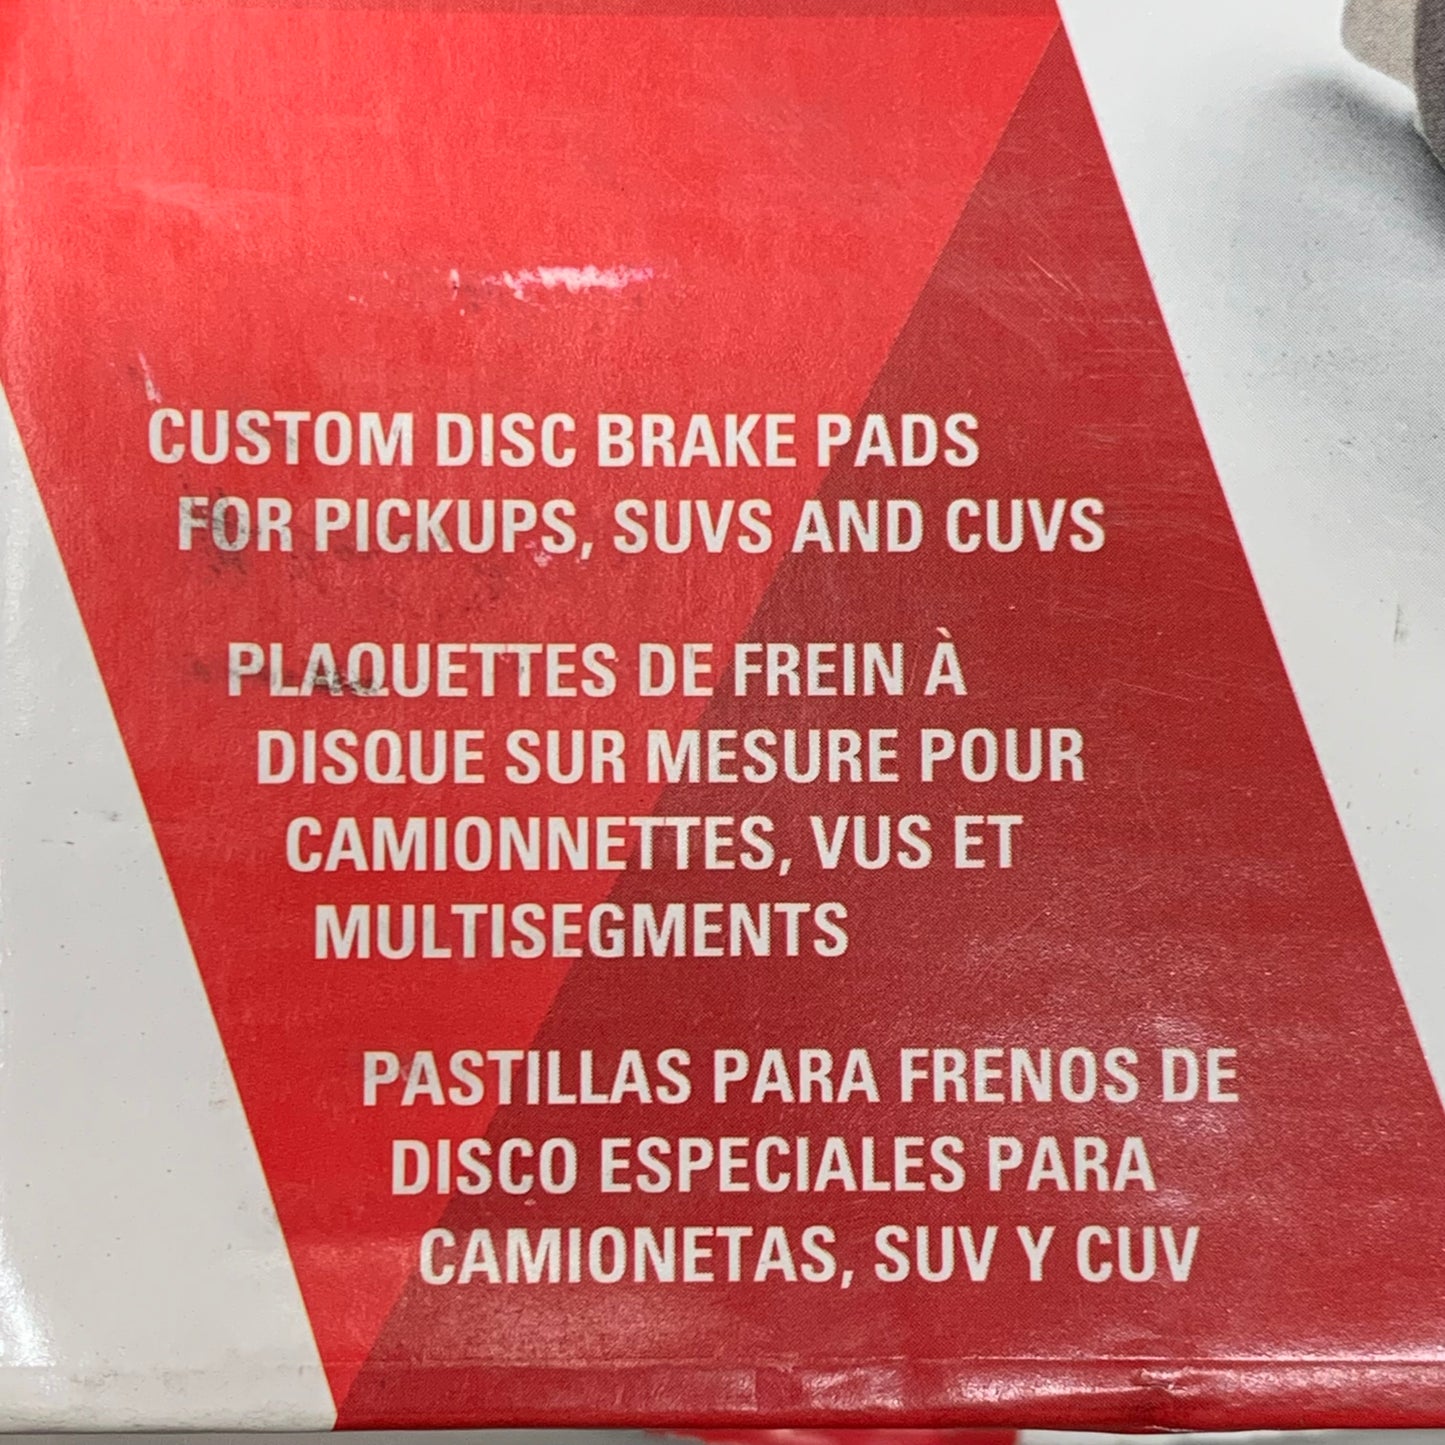 CUSTOM DISC BRAKE PADS
FOR PICKUPS, SUVS AND CUVS
PLAQUETTES DE FREIN À
DISQUE SUR MESURE POUR
CAMIONNETTES, VUS ET
MULTISEGMENTS
PASTILLAS PARA FRENOS DE
DISCO ESPECIALES PARA
CAMIONETAS, SUV Y CUV